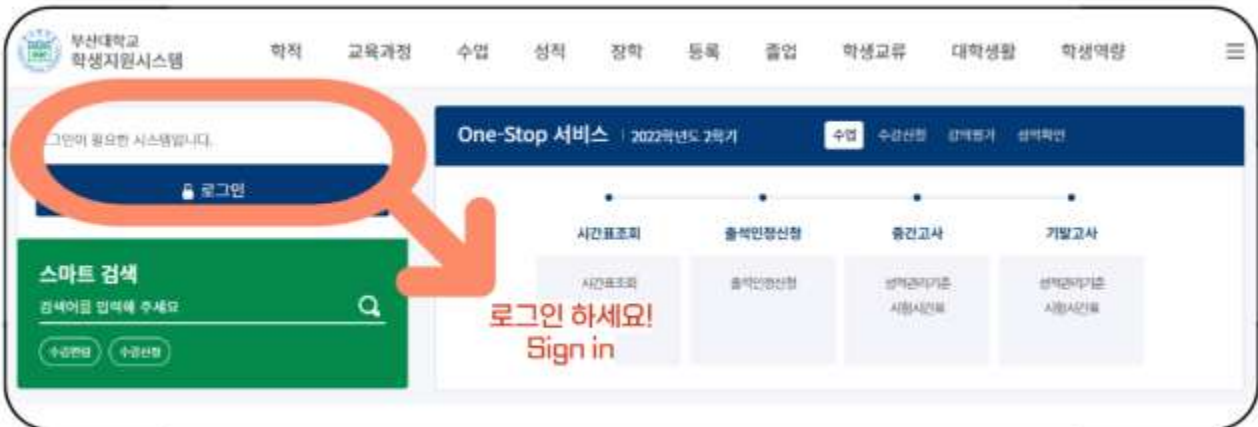 부산대학교
학생지원시스템
학적 교육과정 수업 성적 장학 등록 졸업 학생교류 대학생활 학생역량
그인이 필요한 시스템입니다.
로그인
One-Stop 서비스 | 2022학년도 2학기
수업 수강신청 강의평가 성적확인
시간표조회 출석인정신청 중간고사 기말고사
시간표조회 출석인정신청 성적관리기준 성적관리기준
시험시간표 시험시간표
스마트 검색
검색어를 입력해 주세요
수강편람 수강신청
로그인 하세요!
Sign in